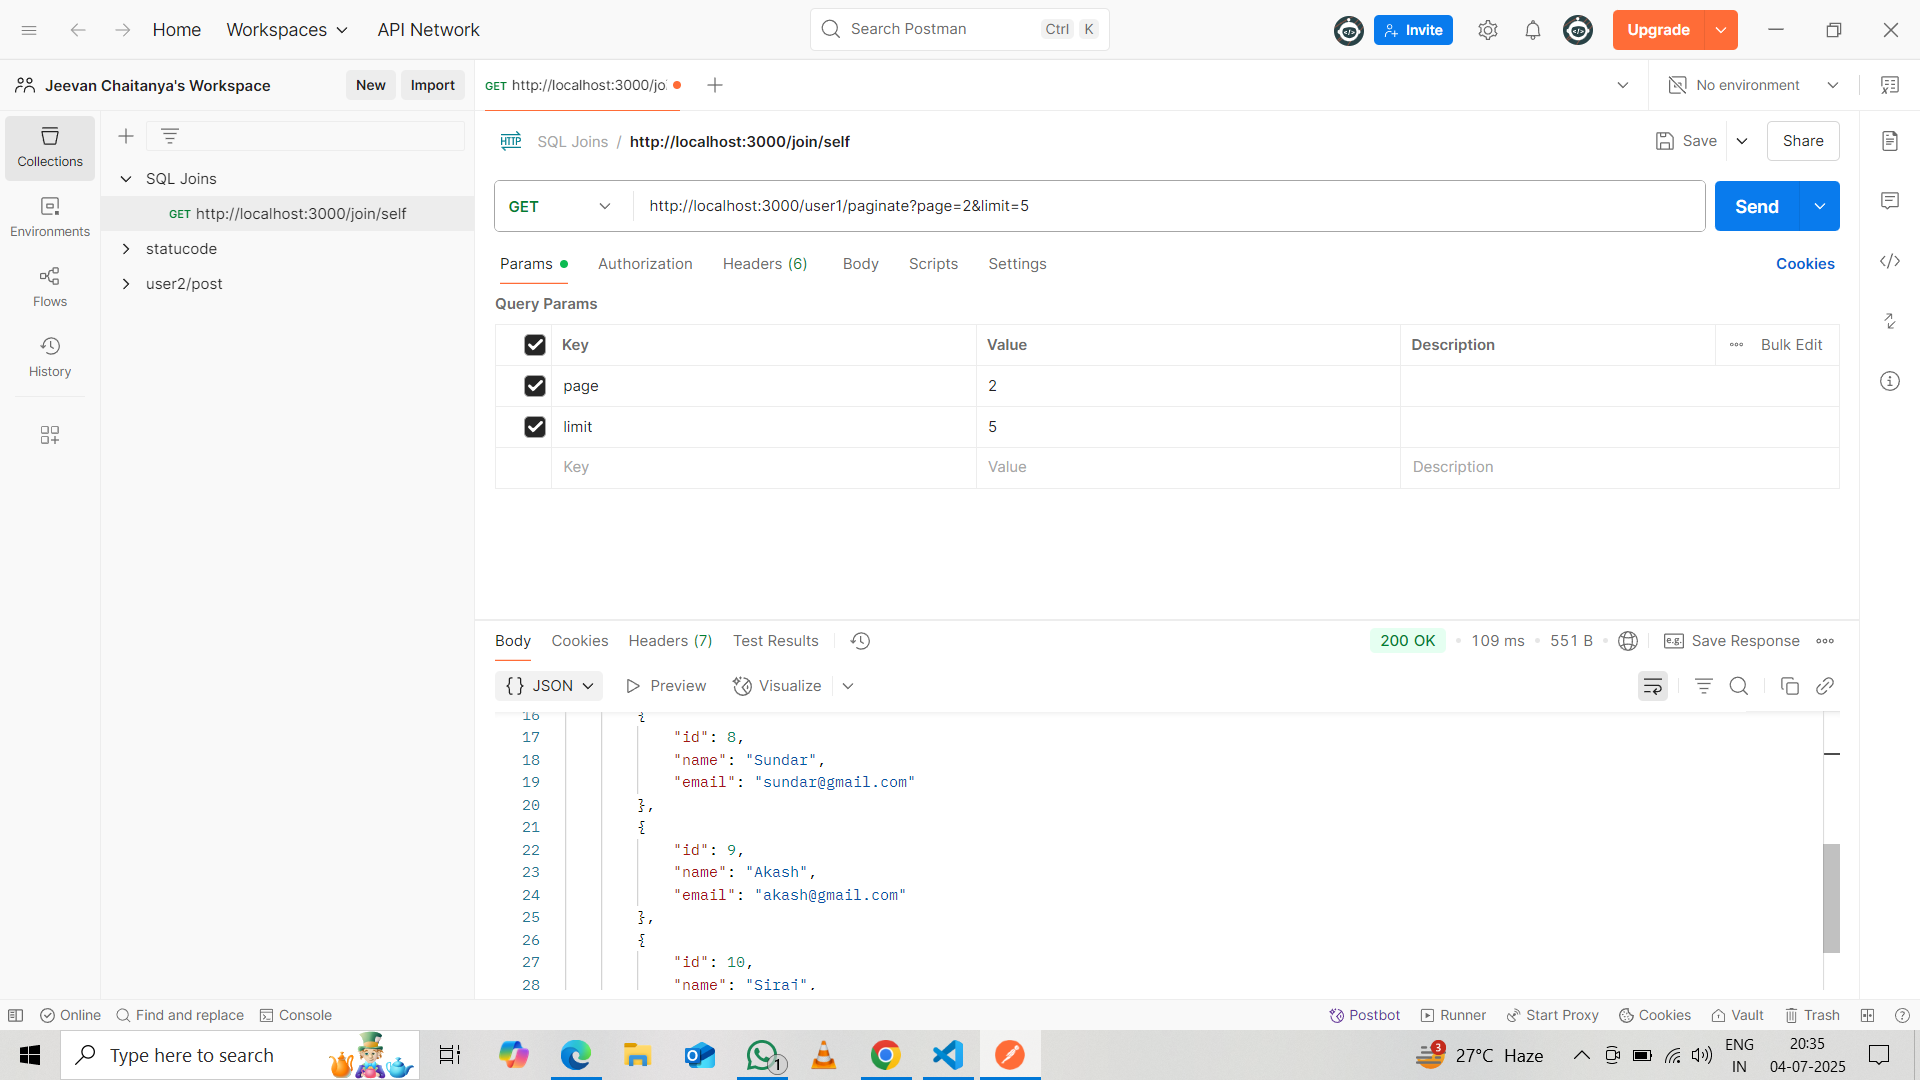 Home Workspaces API Network Search Postman Ctrl K Invite Upgrade
Jeevan Chaitanya's Workspace New Import GET http://localhost:3000/jo No environment
Collections
Environments
Flows
History
SQL Joins
GET http://localhost:3000/join/self
statucode
user2/post
HTTP SQL Joins / http://localhost:3000/join/self Save Share
GET http://localhost:3000/user1/paginate?page=2&limit=5 Send
Params Authorization Headers (6) Body Scripts Settings Cookies
Query Params
Key Value Description Bulk Edit
page 2
limit 5
Key Value Description
Body Cookies Headers (7) Test Results 200 OK 109 ms 551 B e.g. Save Response
{} JSON Preview Visualize
16 {
17 "id": 8,
18 "name": "Sundar",
19 "email": "sundar@gmail.com"
20 },
21 {
22 "id": 9,
23 "name": "Akash",
24 "email": "akash@gmail.com"
25 },
26 {
27 "id": 10,
28 "name": "Siraj",
Online Find and replace Console Postbot Runner Start Proxy Cookies Vault Trash
Type here to search 1 3 27°C Haze ENG IN 20:35 04-07-2025